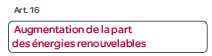 Art. 16
Augmentation de la part
des énergies renouvelables